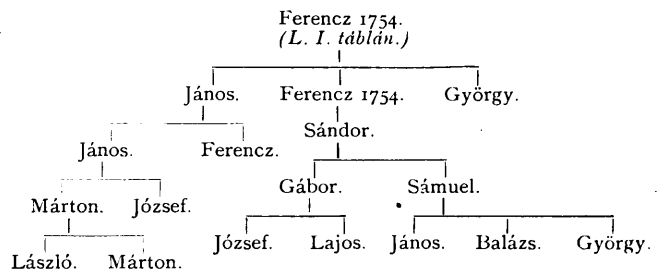 Ferencz 1754.
(L. I. táblán.)
János. Ferencz 1754. György.
János. Ferencz. Sándor.
Gábor. Sámuel.
Márton. József.
József. Lajos. János. Balázs. György.
László. Márton.